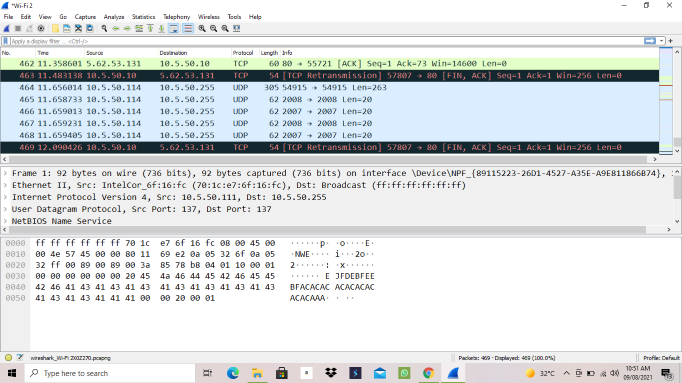 *Wi-Fi 2
File Edit View Go Capture Analyze Statistics Telephony Wireless Tools Help
Apply a display filter ... <Ctrl-/>
No. Time Source Destination Protocol Length Info
462 11.358601 5.62.53.131 10.5.50.10 TCP 60 80 → 55721 [ACK] Seq=1 Ack=73 Win=14600 Len=0
463 11.483138 10.5.50.10 5.62.53.131 TCP 54 [TCP Retransmission] 57807 → 80 [FIN, ACK] Seq=1 Ack=1 Win=256 Len=0
464 11.656014 10.5.50.114 10.5.50.255 UDP 305 54915 → 54915 Len=263
465 11.658733 10.5.50.114 10.5.50.255 UDP 62 2008 → 2008 Len=20
466 11.659013 10.5.50.114 10.5.50.255 UDP 62 2007 → 2007 Len=20
467 11.659231 10.5.50.114 10.5.50.255 UDP 62 2008 → 2008 Len=20
468 11.659405 10.5.50.114 10.5.50.255 UDP 62 2007 → 2007 Len=20
469 12.090426 10.5.50.10 5.62.53.131 TCP 54 [TCP Retransmission] 57807 → 80 [FIN, ACK] Seq=1 Ack=1 Win=256 Len=0
Frame 1: 92 bytes on wire (736 bits), 92 bytes captured (736 bits) on interface \Device\NPF_{89115223-26D1-4527-A35E-A9E811866B74},
Ethernet II, Src: IntelCor_6f:16:fc (70:1c:e7:6f:16:fc), Dst: Broadcast (ff:ff:ff:ff:ff:ff)
Internet Protocol Version 4, Src: 10.5.50.111, Dst: 10.5.50.255
User Datagram Protocol, Src Port: 137, Dst Port: 137
NetBIOS Name Service
0000 ff ff ff ff ff ff 70 1c e7 6f 16 fc 08 00 45 00 ······p· ·o····E·
0010 00 4e 57 45 00 00 80 11 69 e2 0a 05 32 6f 0a 05 ·NWE···· i···2o··
0020 32 ff 00 89 00 89 00 3a 85 78 b8 04 01 10 00 01 2······: ·x······
0030 00 00 00 00 00 00 20 45 4a 46 44 45 42 46 45 45 ······ E JFDEBFEE
0040 42 46 41 43 41 43 41 43 41 43 41 43 41 43 41 43 BFACACAC ACACACAC
0050 41 43 41 43 41 41 41 00 00 20 00 01 ACACAAA· · ··
wireshark_Wi-Fi 2X0Z270.pcapng
Packets: 469 · Displayed: 469 (100.0%)
Profile: Default
Type here to search
32°C
10:51 AM
09/08/2021